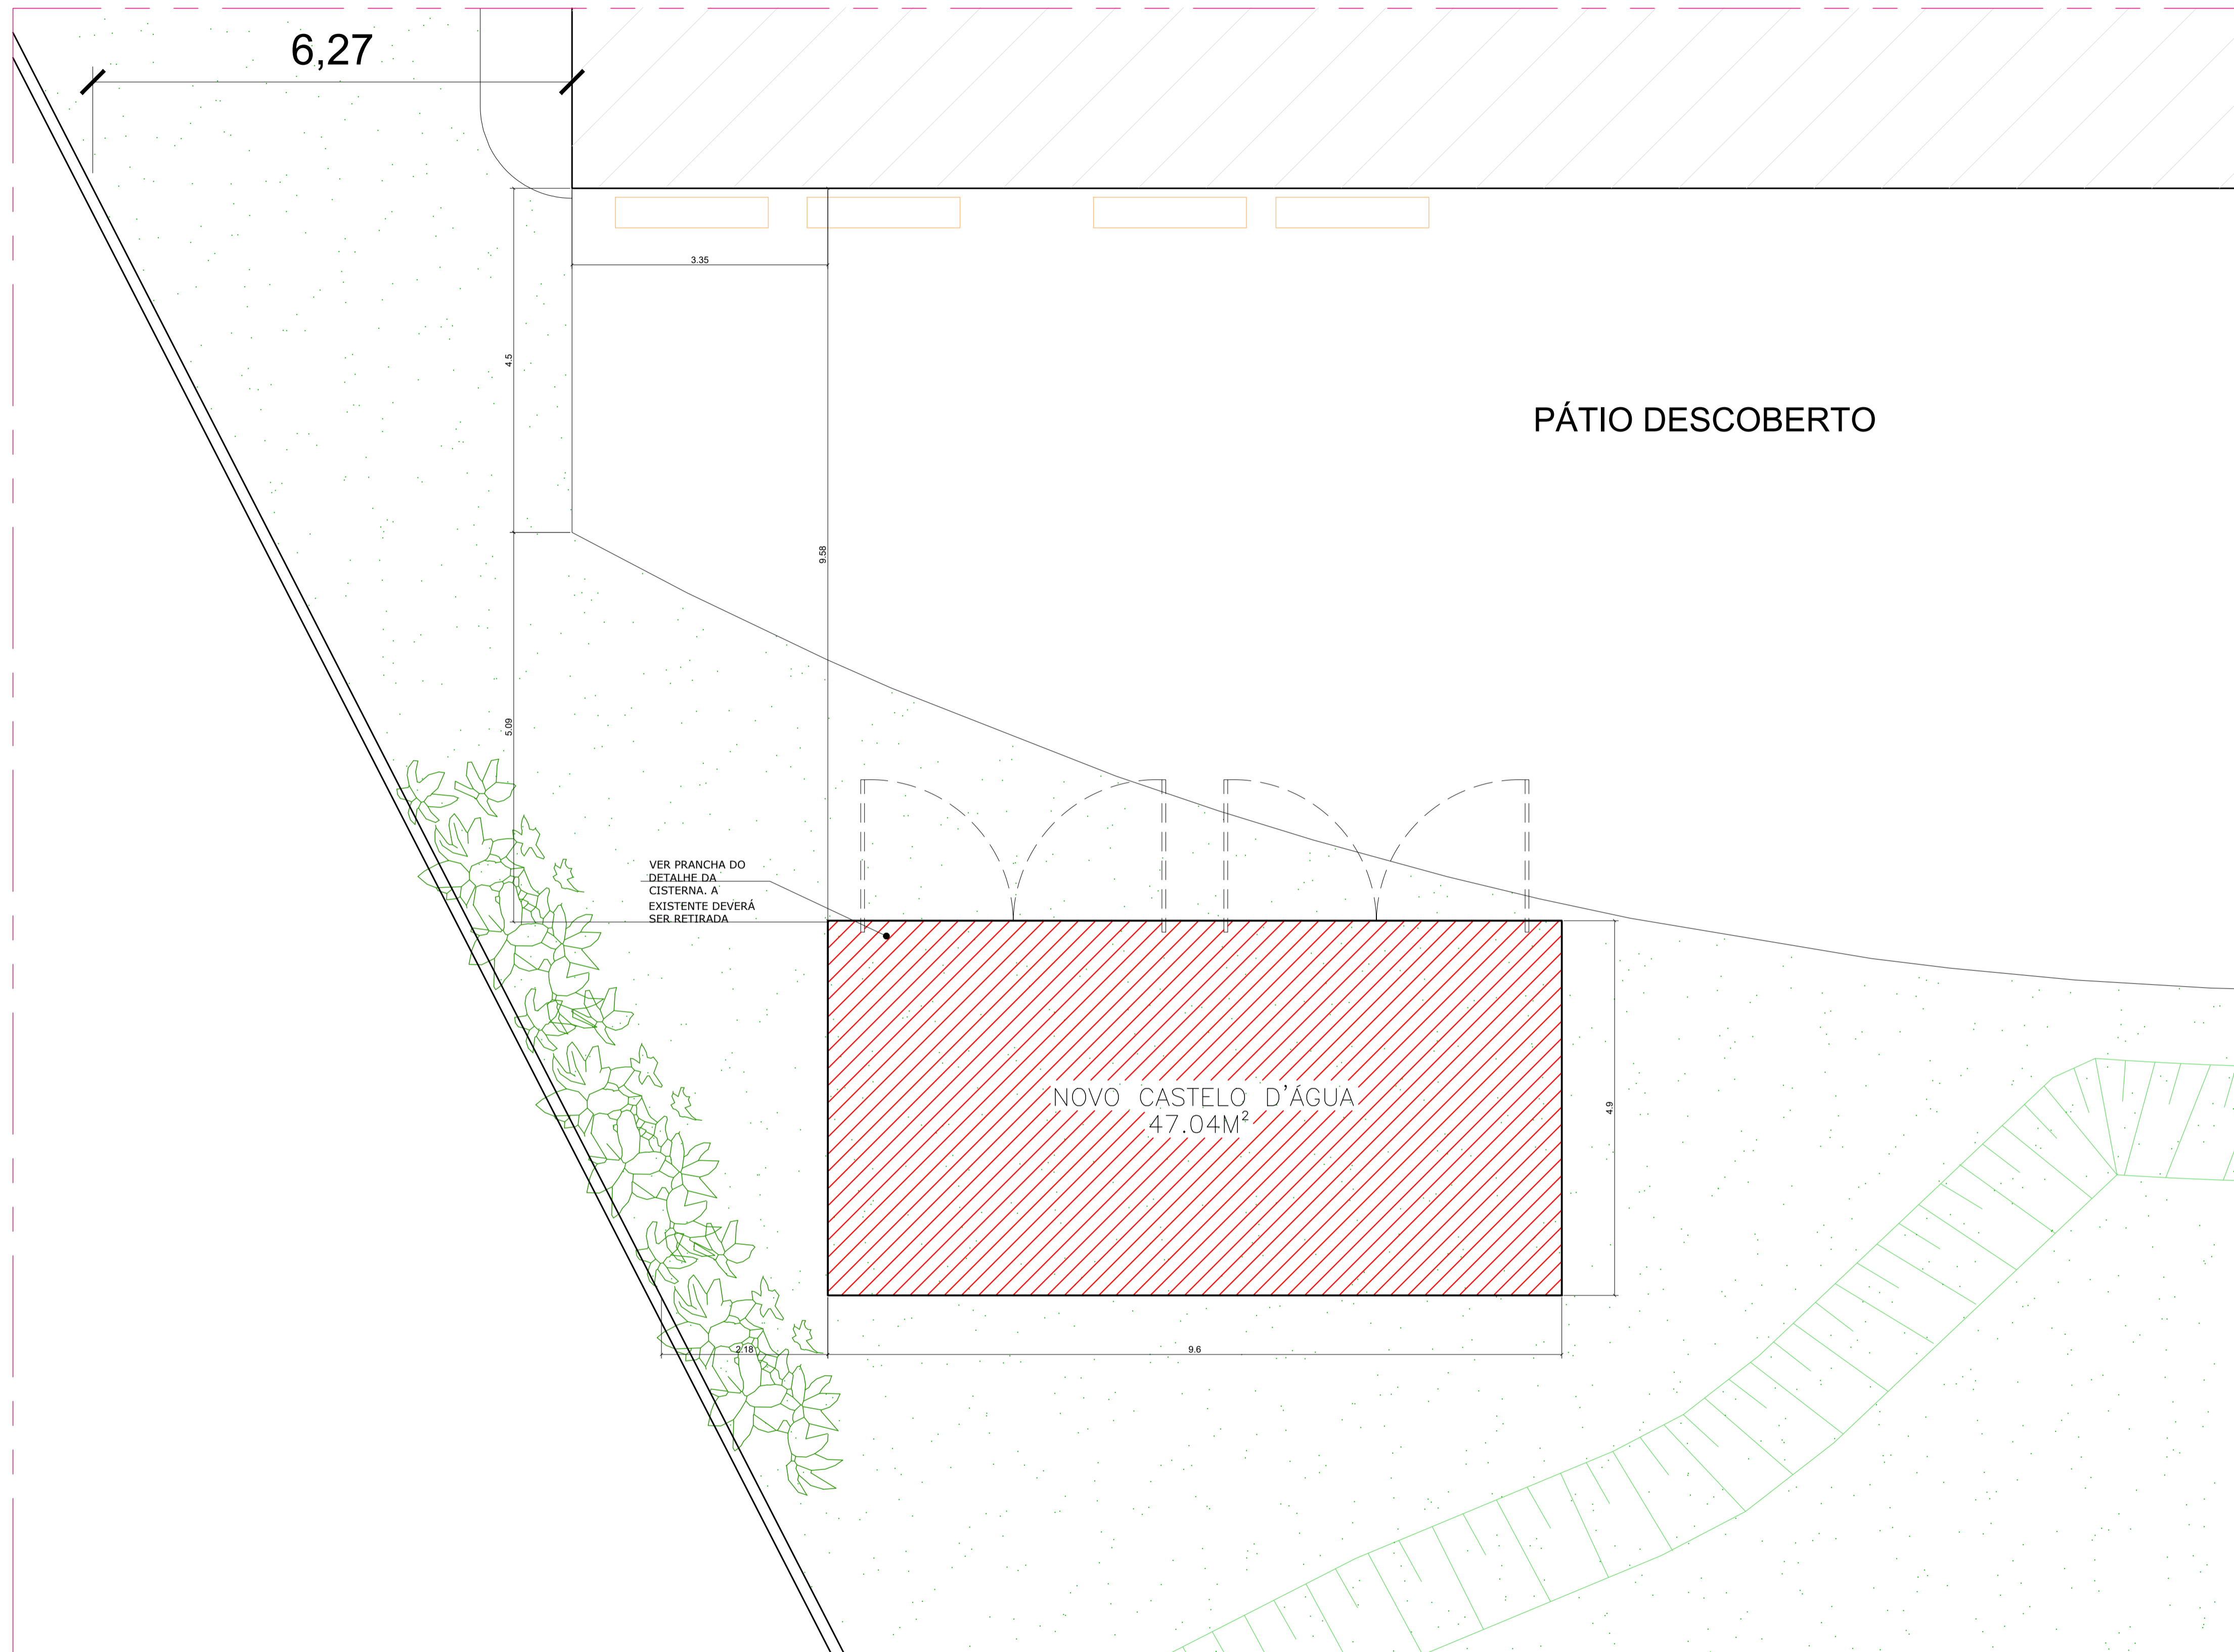 6,27
3.35
4.5
PÁTIO DESCOBERTO
9.58
5.09
VER PRANCHA DO
DETALHE DA
CISTERNA. A
EXISTENTE DEVERÁ
SER RETIRADA
NOVO CASTELO D'ÁGUA
47.04M²
4.9
2.18
9.6